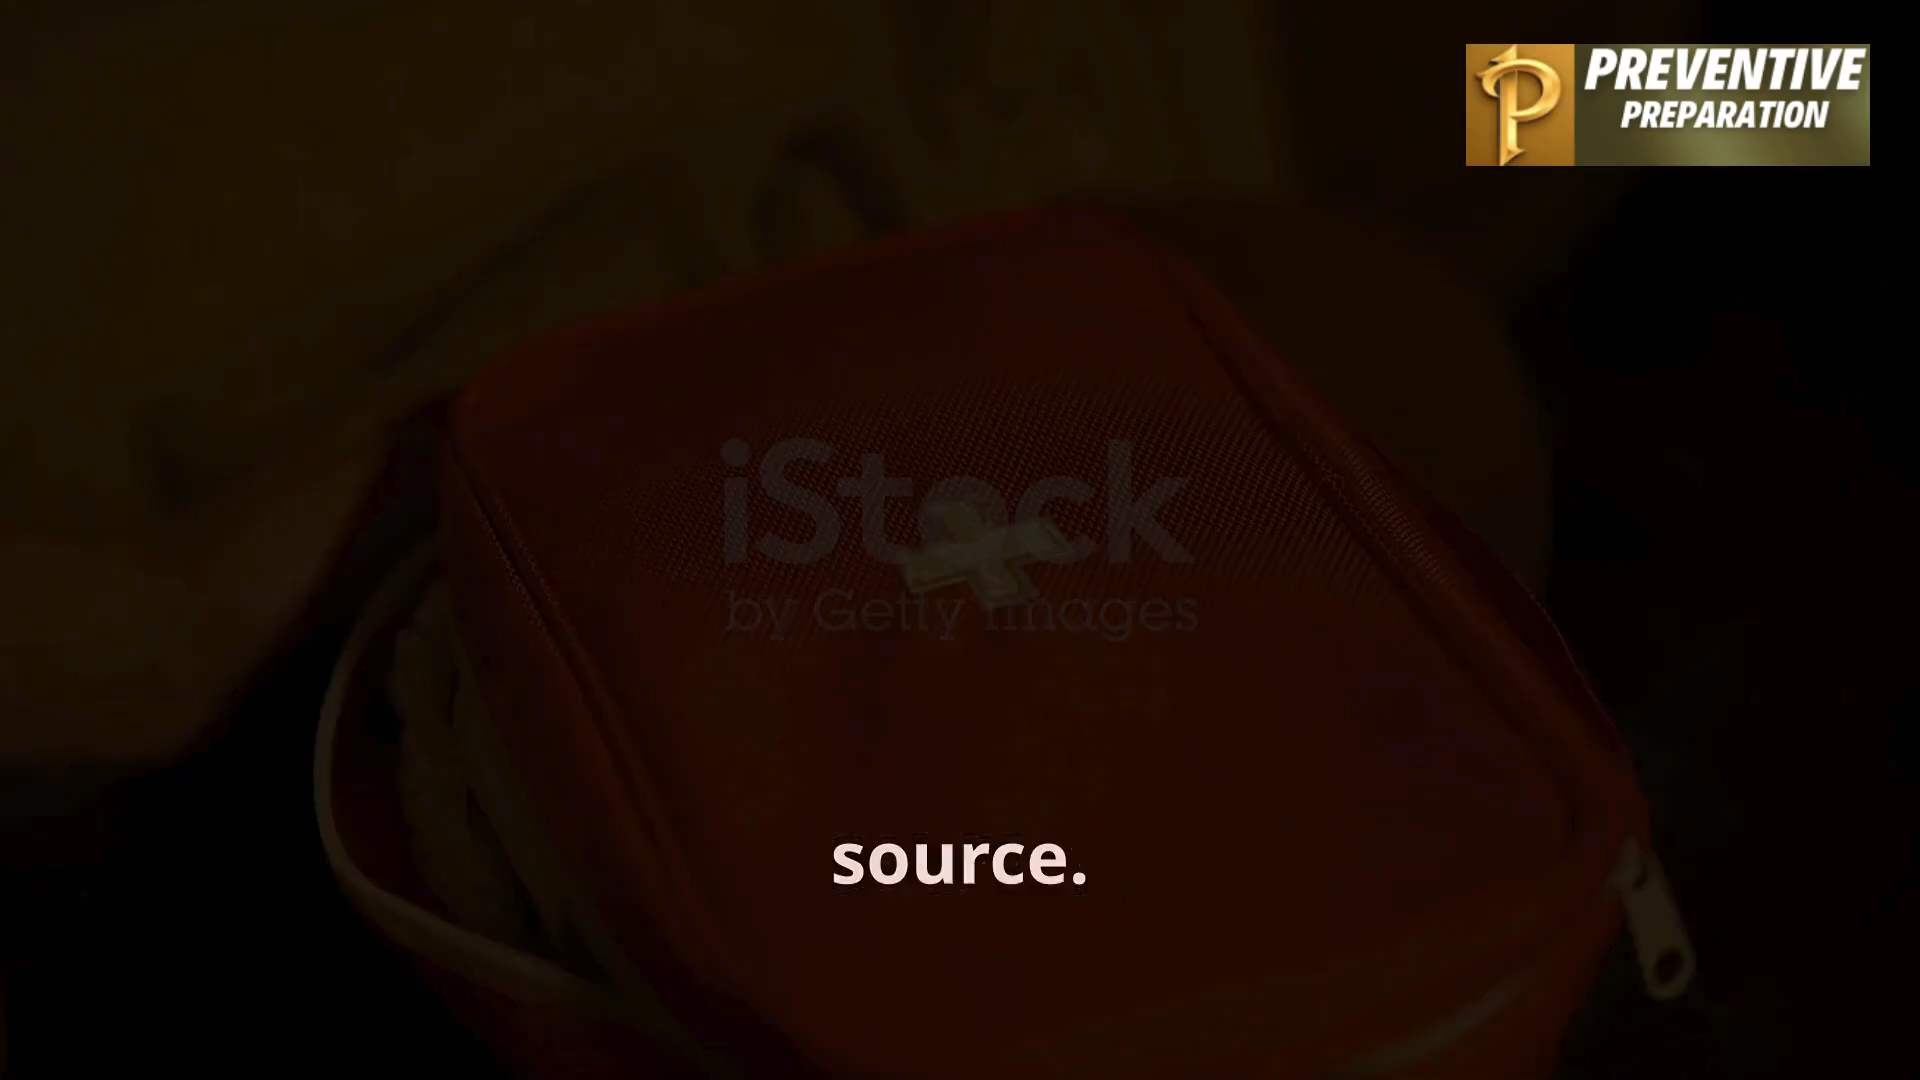 PREVENTIVE
PREPARATION
iStock
by Getty Images
source.